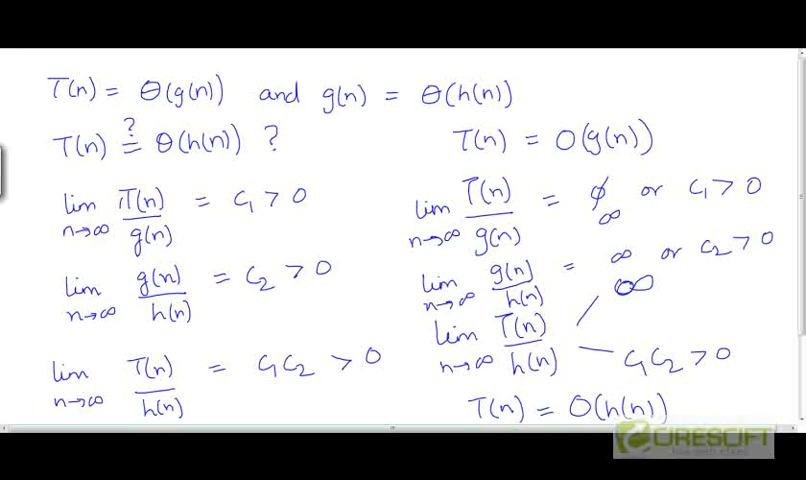 T(n) = Θ(g(n)) and g(n) = Θ(h(n))
T(n) ?= Θ(h(n)) ?
lim n→∞ T(n)/g(n) = C₁ > 0
lim n→∞ g(n)/h(n) = C₂ > 0
lim n→∞ T(n)/h(n) = C₁C₂ > 0
T(n) = O(g(n))
lim n→∞ T(n)/g(n) = ∞ or C₁ > 0
lim n→∞ g(n)/h(n) = ∞ or C₂ > 0
lim n→∞ T(n)/h(n) ∞
C₁C₂ > 0
T(n) = O(h(n))